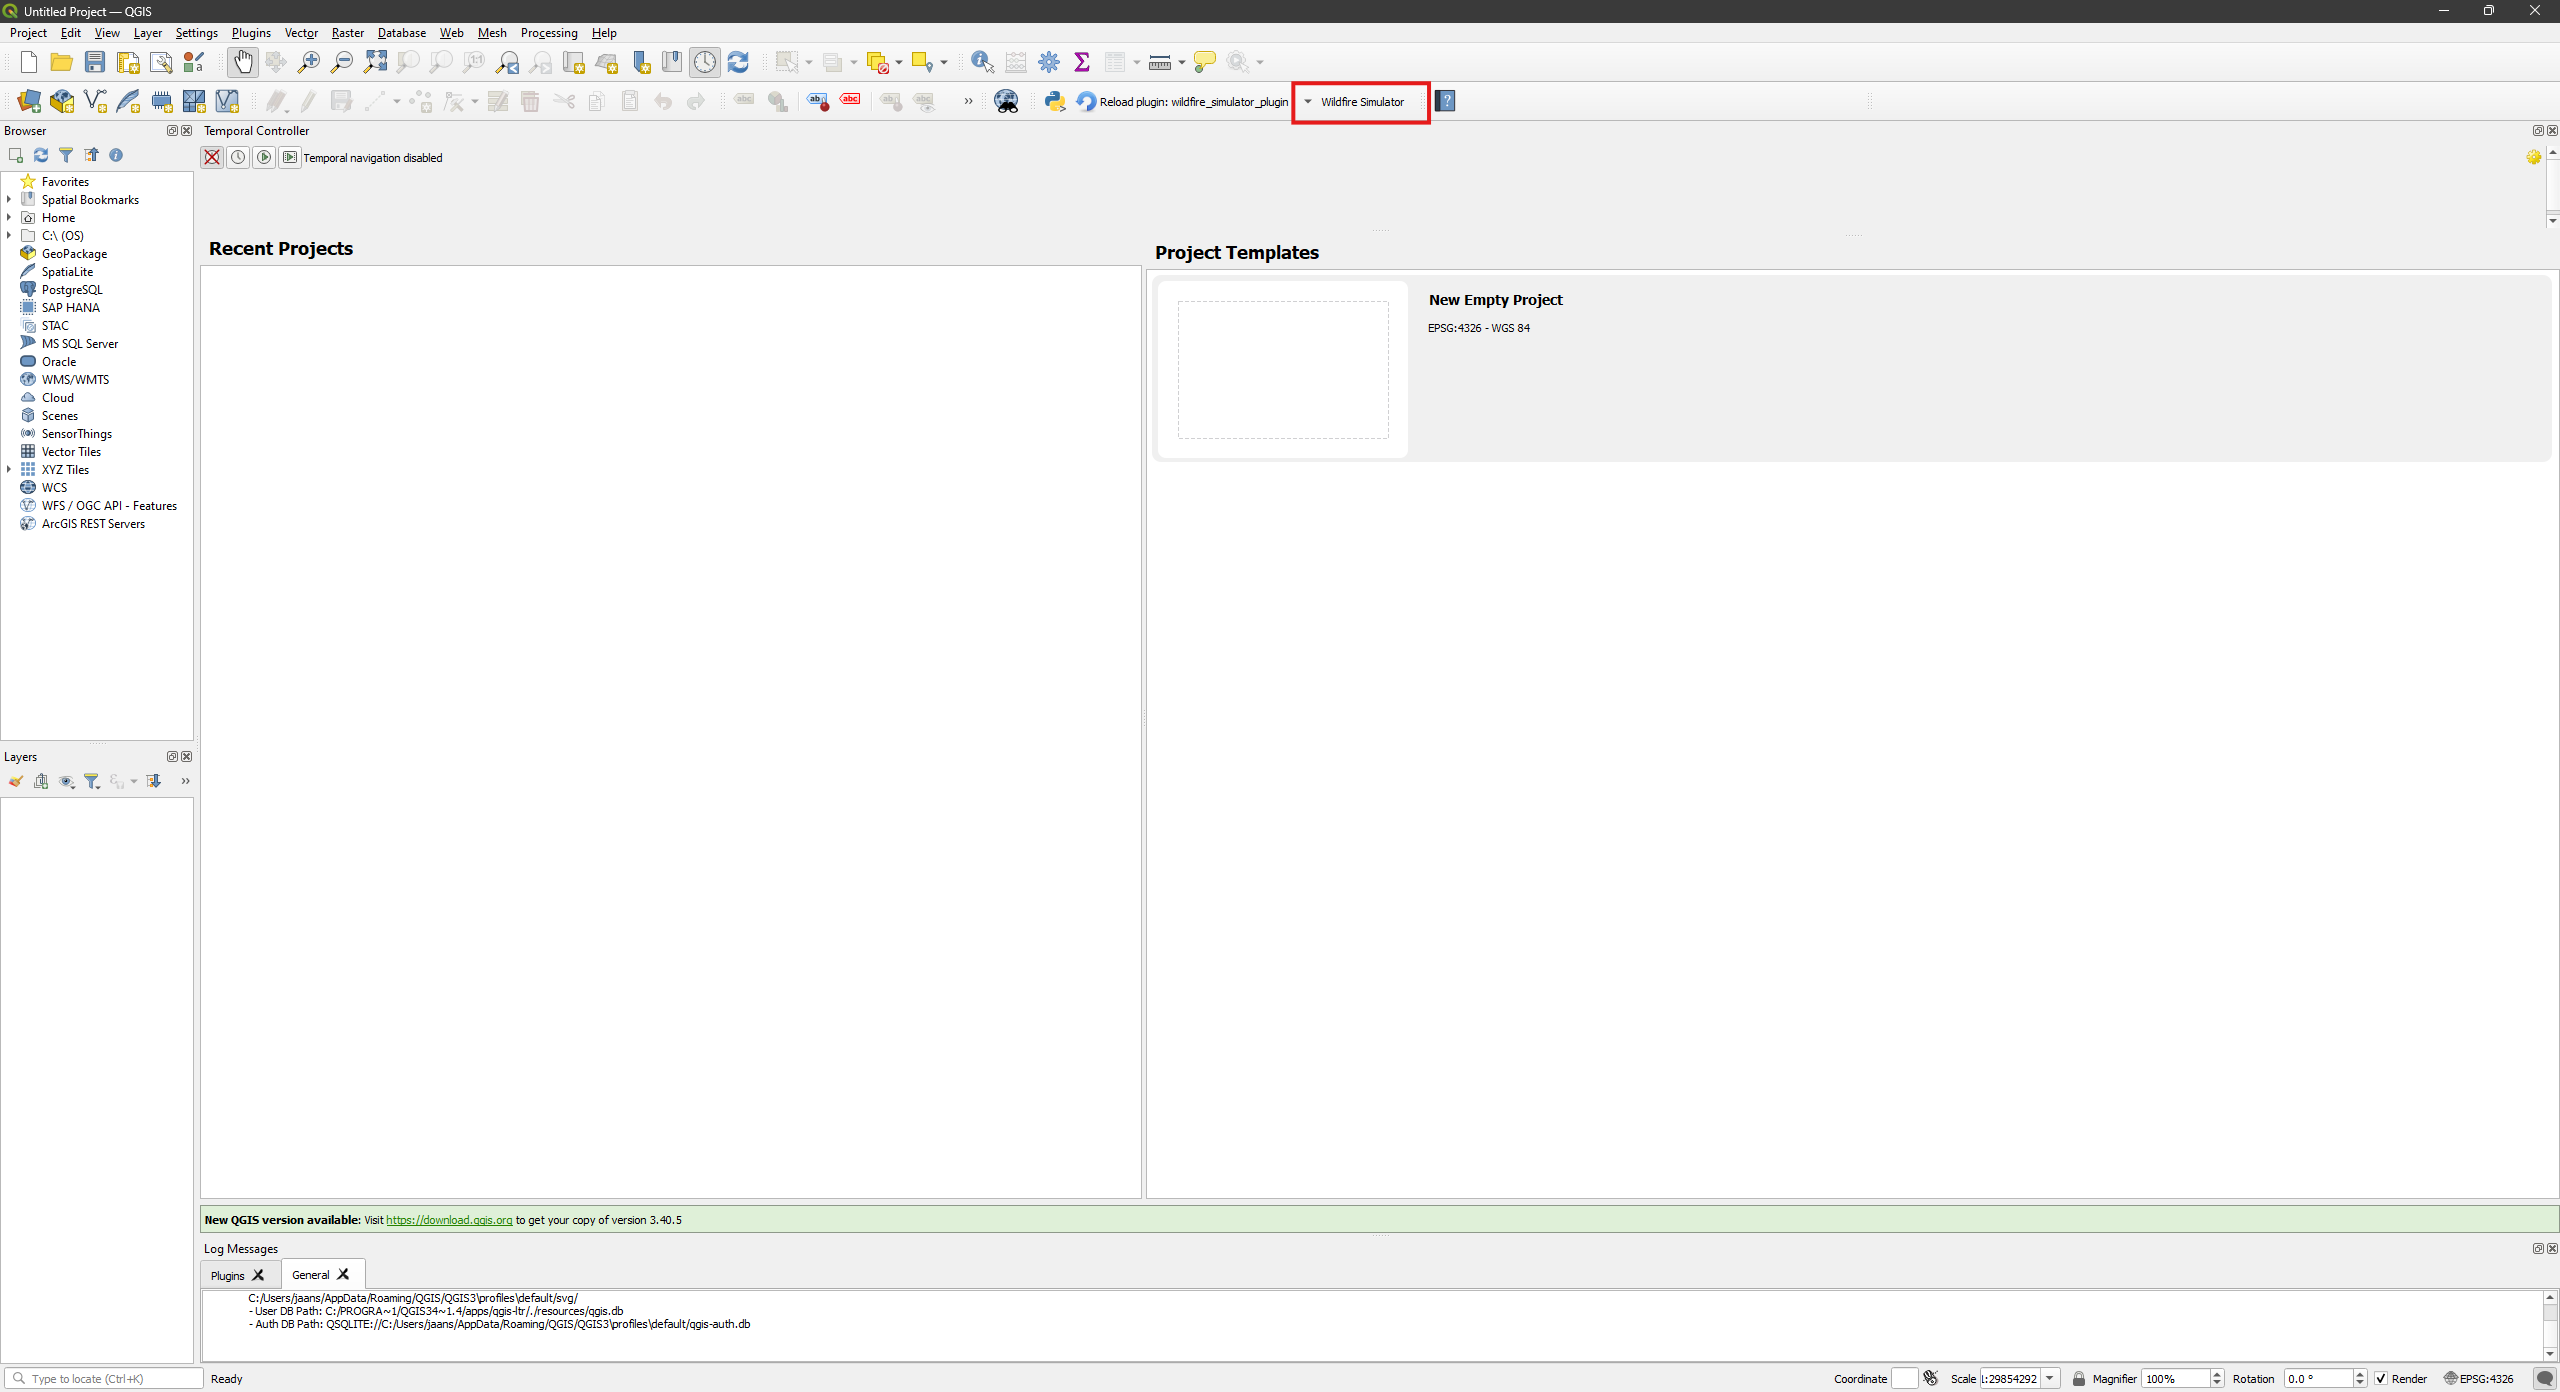 Untitled Project — QGIS
Project Edit View Layer Settings Plugins Vector Raster Database Web Mesh Processing Help
Reload plugin: wildfire_simulator_plugin Wildfire Simulator
Browser
Temporal Controller
Temporal navigation disabled
Favorites
Spatial Bookmarks
Home
C:\ (OS)
GeoPackage
SpatiaLite
PostgreSQL
SAP HANA
STAC
MS SQL Server
Oracle
WMS/WMTS
Cloud
Scenes
SensorThings
Vector Tiles
XYZ Tiles
WCS
WFS / OGC API - Features
ArcGIS REST Servers
Recent Projects
Project Templates
New Empty Project
EPSG:4326 - WGS 84
Layers
New QGIS version available: Visit https://download.qgis.org to get your copy of version 3.40.5
Log Messages
Plugins
General
C:/Users/jaans/AppData/Roaming/QGIS/QGIS3\profiles\default/svg/
- User DB Path: C:/PROGRA~1/QGIS34~1.4/apps/qgis-ltr/./resources/qgis.db
- Auth DB Path: QSQLITE://C:/Users/jaans/AppData/Roaming/QGIS/QGIS3\profiles\default/qgis-auth.db
Type to locate (Ctrl+K)
Ready
Coordinate
Scale 1:29854292
Magnifier 100%
Rotation 0.0 °
Render
EPSG:4326